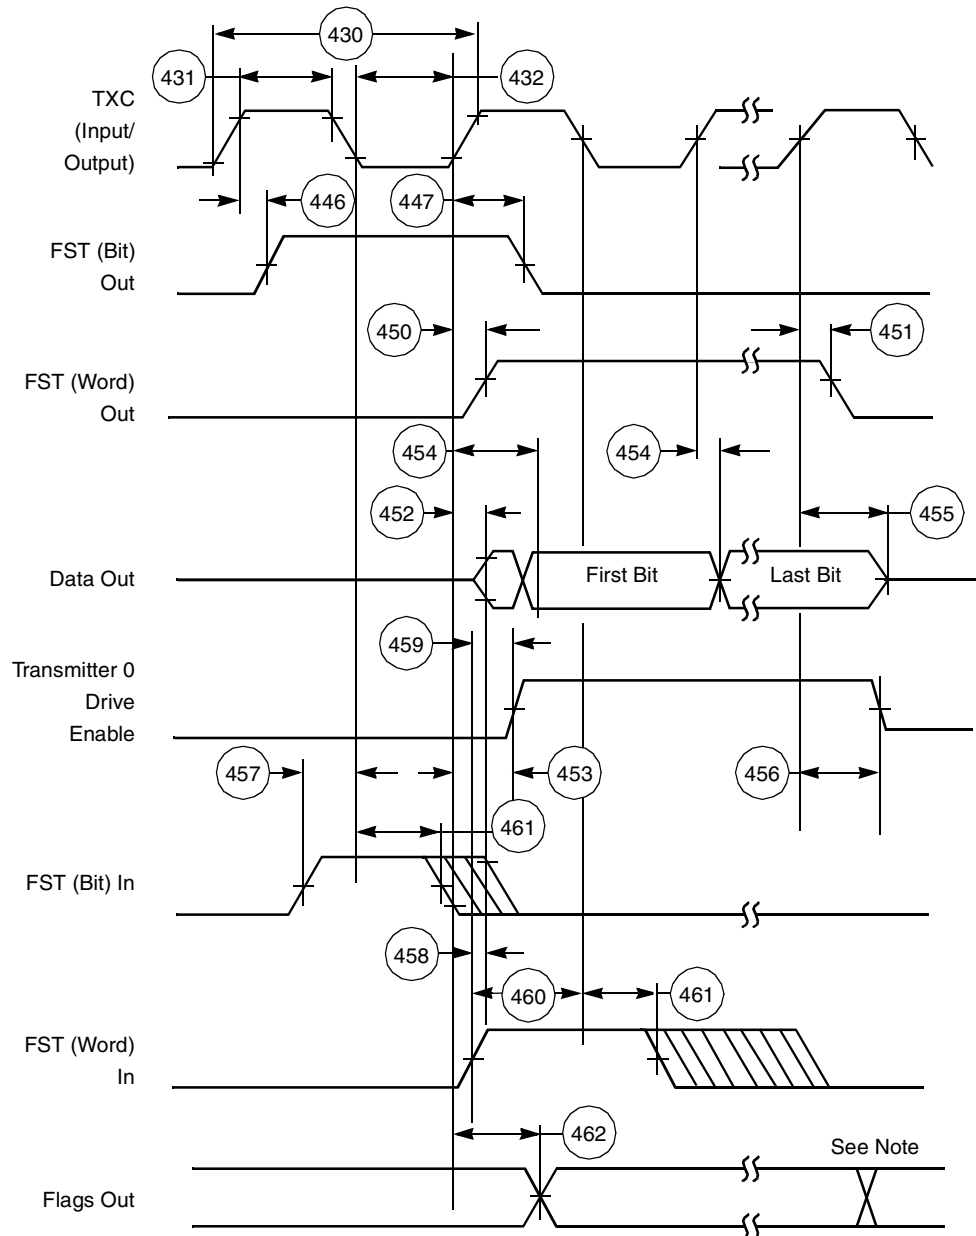 430
431
432
TXC
(Input/
Output)
446
447
FST (Bit)
Out
450
451
FST (Word)
Out
454
454
452
455
Data Out
First Bit
Last Bit
459
Transmitter 0
Drive
Enable
457
453
456
461
FST (Bit) In
458
460
461
FST (Word)
In
462
See Note
Flags Out